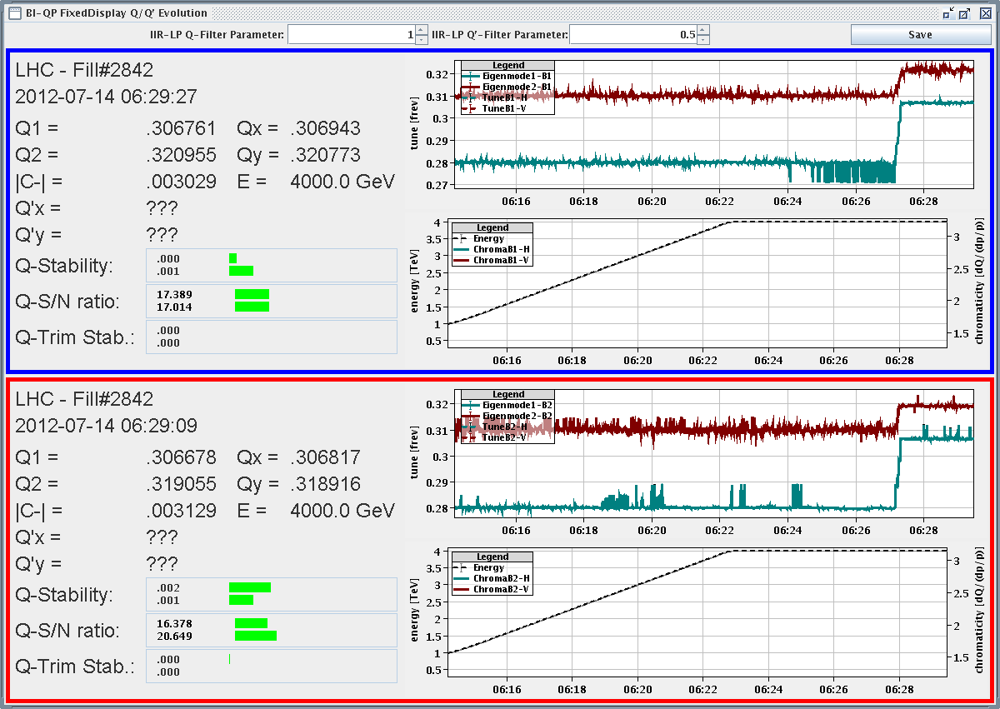 BI-QP FixedDisplay Q/Q' Evolution
IIR-LP Q-Filter Parameter: 1 IIR-LP Q'-Filter Parameter: 0.5 Save
LHC - Fill#2842
2012-07-14 06:29:27
Q1 = .306761 Qx = .306943
Q2 = .320955 Qy = .320773
|C-| = .003029 E = 4000.0 GeV
Q'x = ???
Q'y = ???
Q-Stability: .000
.001
Q-S/N ratio: 17.389
17.014
Q-Trim Stab.: .000
.000
tune [frev]
0.32
0.31
0.3
0.29
0.28
0.27
Legend
Eigenmode1-B1
Eigenmode2-B1
TuneB1-H
TuneB1-V
06:16 06:18 06:20 06:22 06:24 06:26 06:28
energy [TeV]
4
3.5
3
2.5
2
1.5
1
0.5
Legend
Energy
ChromaB1-H
ChromaB1-V
3
2.5
2
1.5
chromaticity [dQ/(dp/p)]
06:16 06:18 06:20 06:22 06:24 06:26 06:28
LHC - Fill#2842
2012-07-14 06:29:09
Q1 = .306678 Qx = .306817
Q2 = .319055 Qy = .318916
|C-| = .003129 E = 4000.0 GeV
Q'x = ???
Q'y = ???
Q-Stability: .002
.001
Q-S/N ratio: 16.378
20.649
Q-Trim Stab.: .000
.000
tune [frev]
0.32
0.31
0.3
0.29
0.28
Legend
Eigenmode1-B2
Eigenmode2-B2
TuneB2-H
TuneB2-V
06:16 06:18 06:20 06:22 06:24 06:26 06:28
energy [TeV]
4
3.5
3
2.5
2
1.5
1
0.5
Legend
Energy
ChromaB2-H
ChromaB2-V
3
2.5
2
1.5
chromaticity [dQ/(dp/p)]
06:16 06:18 06:20 06:22 06:24 06:26 06:28